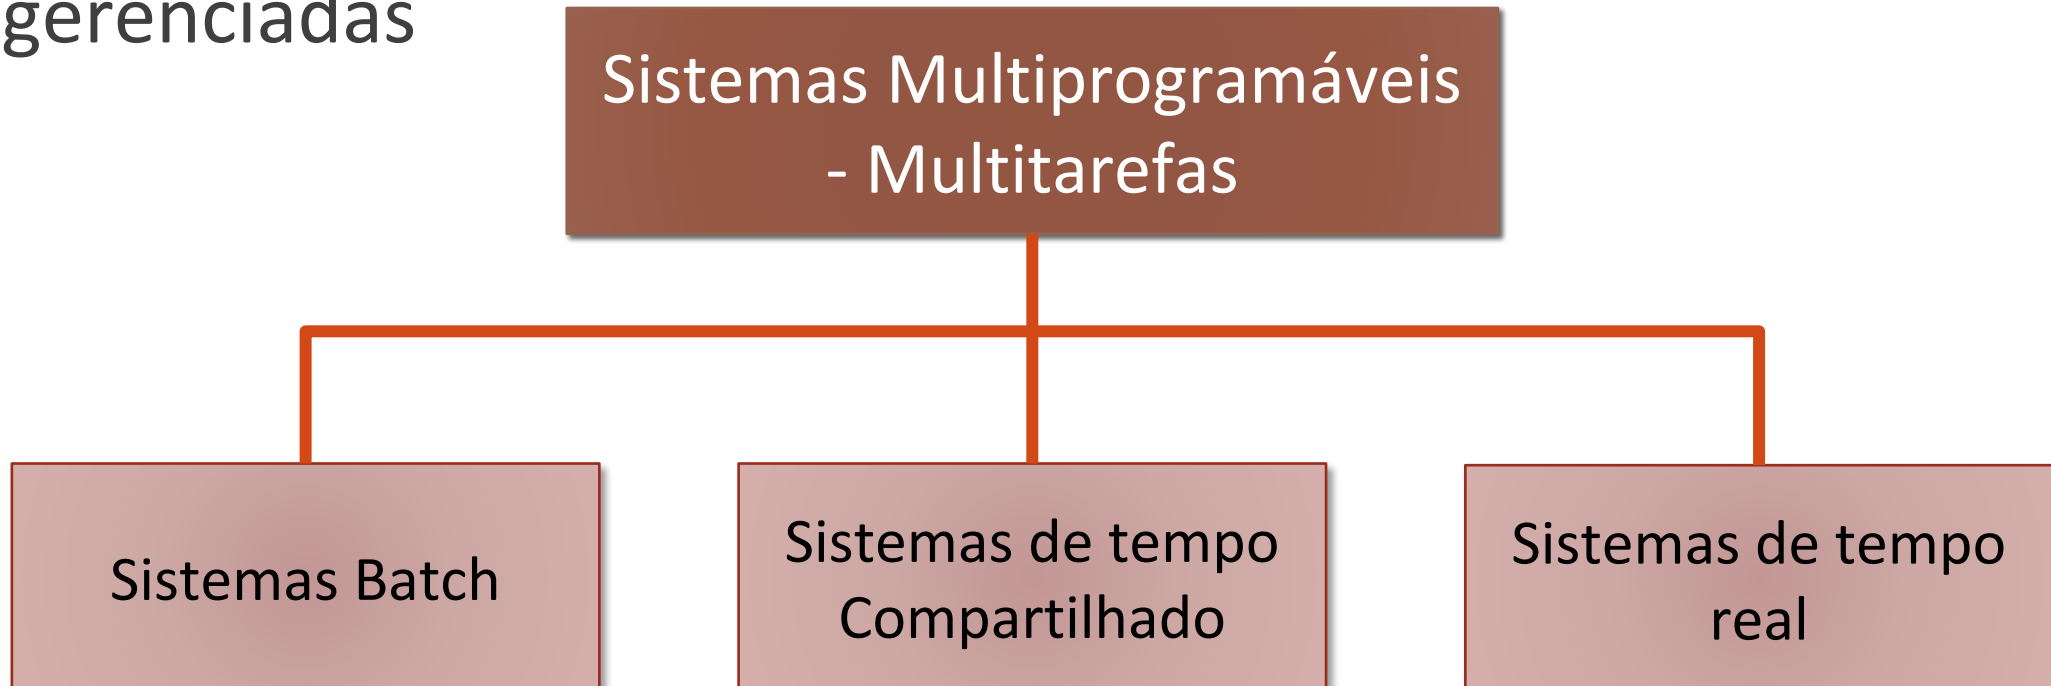 gerenciadas
Sistemas Multiprogramáveis
- Multitarefas
Sistemas Batch
Sistemas de tempo
Compartilhado
Sistemas de tempo
real